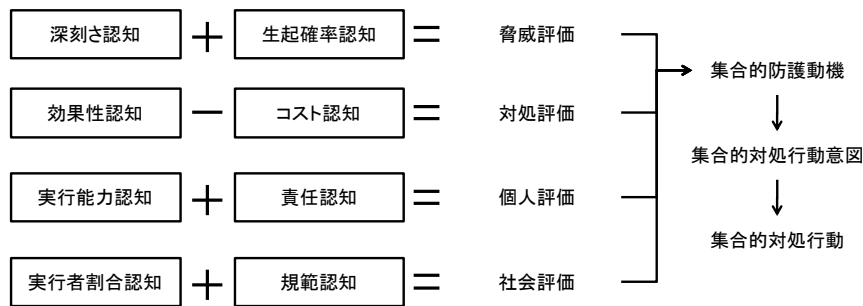 深刻さ認知 + 生起確率認知 = 脅威評価
集合的防護動機
効果性認知 − コスト認知 = 対処評価
集合的対処行動意図
実行能力認知 + 責任認知 = 個人評価
集合的対処行動
実行者割合認知 + 規範認知 = 社会評価